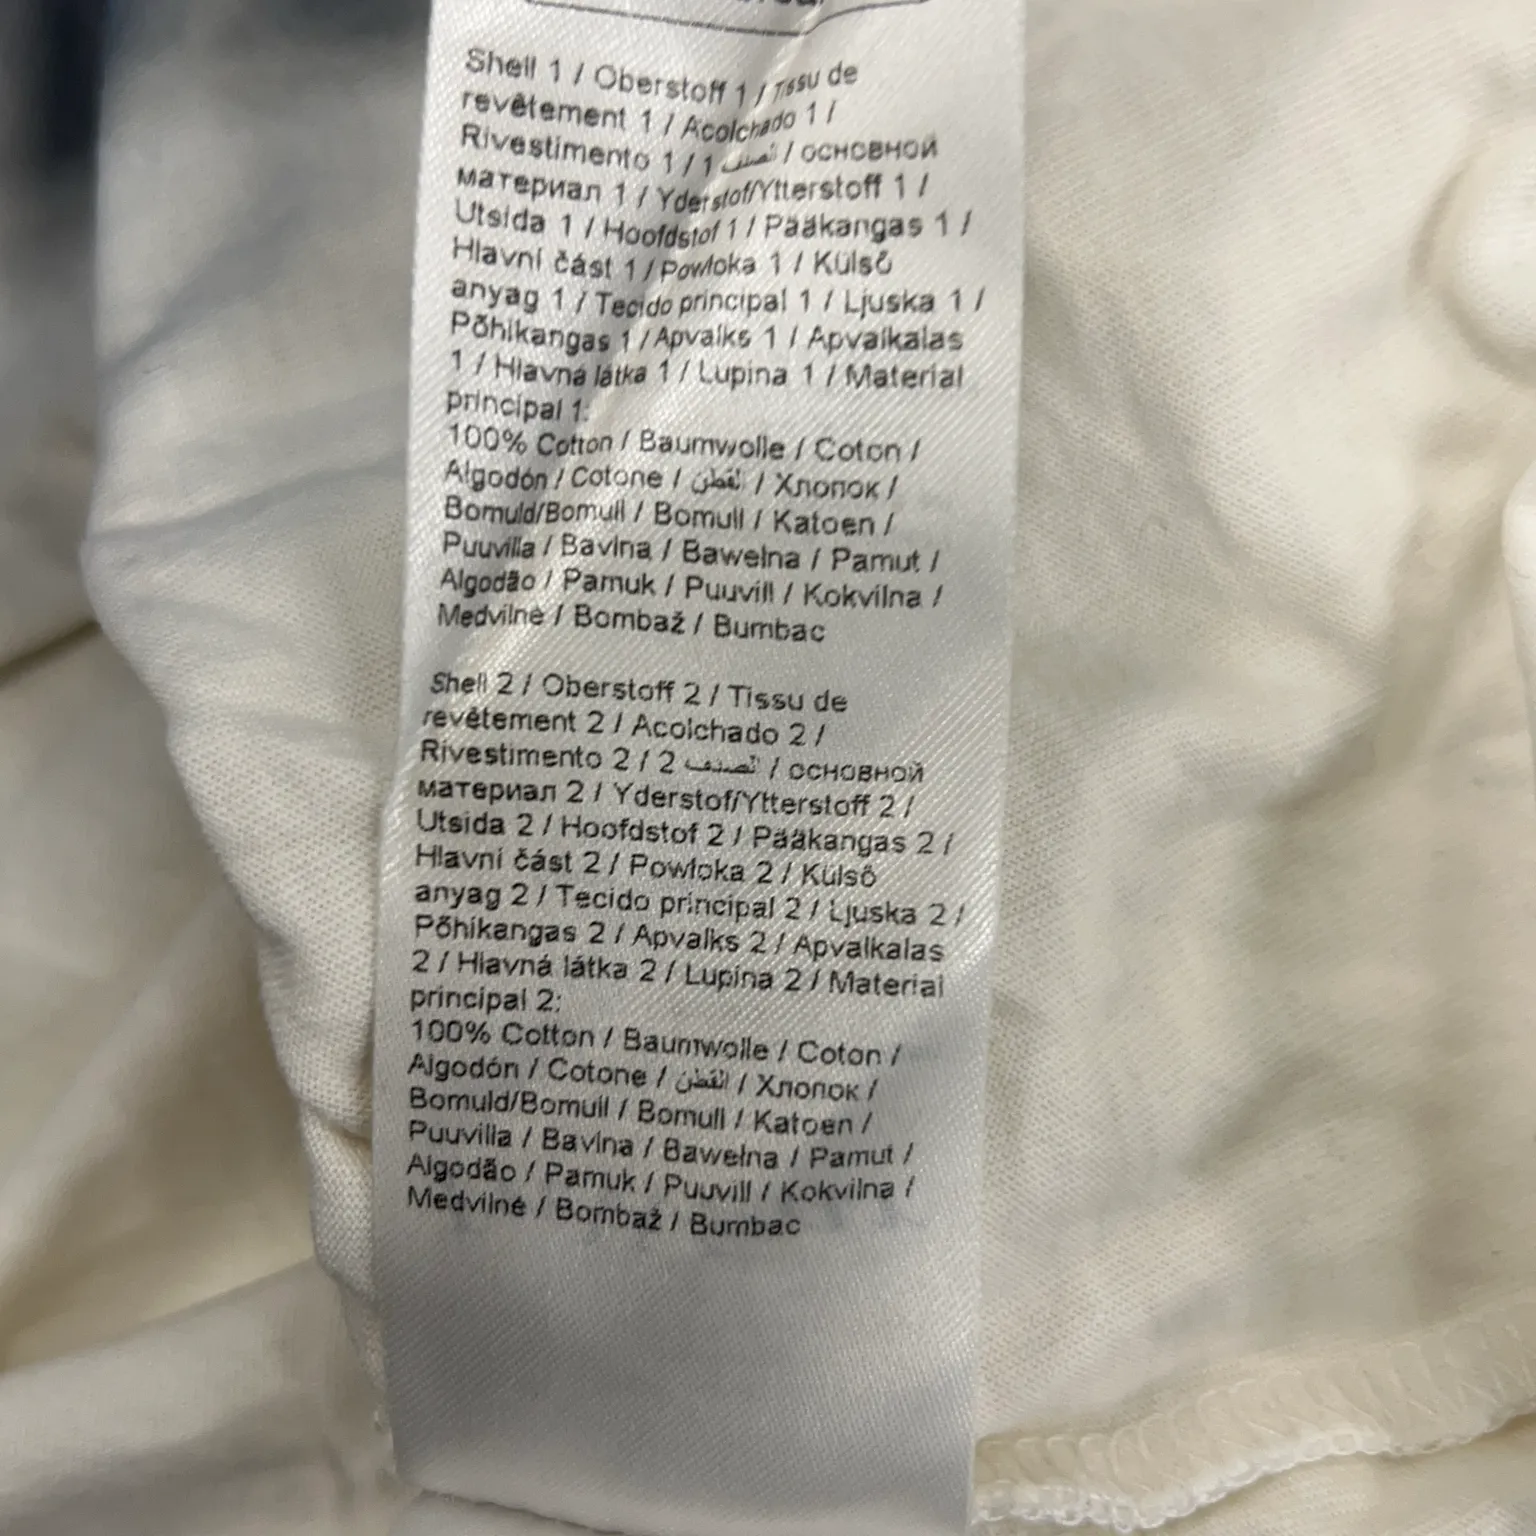 Shell 1 / Oberstoff 1 / Tissu de
revêtement 1 / Acolchado 1 /
Rivestimento 1 / 1 الصنف / основной
материал 1 / Yderstof/Ytterstoff 1 /
Utsida 1 / Hoofdstof 1 / Pääkangas 1 /
Hlavní část 1 / Powłoka 1 / Külső
anyag 1 / Tecido principal 1 / Ljuska 1 /
Põhikangas 1 / Apvalks 1 / Apvalkalas
1 / Hlavná látka 1 / Lupina 1 / Material
principal 1:
100% Cotton / Baumwolle / Coton /
Algodón / Cotone / القطن / Хлопок /
Bomuld/Bomull / Bomull / Katoen /
Puuvilla / Bavlna / Bawełna / Pamut /
Algodão / Pamuk / Puuvill / Kokvilna /
Medvilnė / Bombaž / Bumbac
Shell 2 / Oberstoff 2 / Tissu de
revêtement 2 / Acolchado 2 /
Rivestimento 2 / 2 الصنف / основной
материал 2 / Yderstof/Ytterstoff 2 /
Utsida 2 / Hoofdstof 2 / Pääkangas 2 /
Hlavní část 2 / Powłoka 2 / Külső
anyag 2 / Tecido principal 2 / Ljuska 2 /
Põhikangas 2 / Apvalks 2 / Apvalkalas
2 / Hlavná látka 2 / Lupina 2 / Material
principal 2:
100% Cotton / Baumwolle / Coton /
Algodón / Cotone / القطن / Хлопок /
Bomuld/Bomull / Bomull / Katoen /
Puuvilla / Bavlna / Bawełna / Pamut /
Algodão / Pamuk / Puuvill / Kokvilna /
Medvilnė / Bombaž / Bumbac